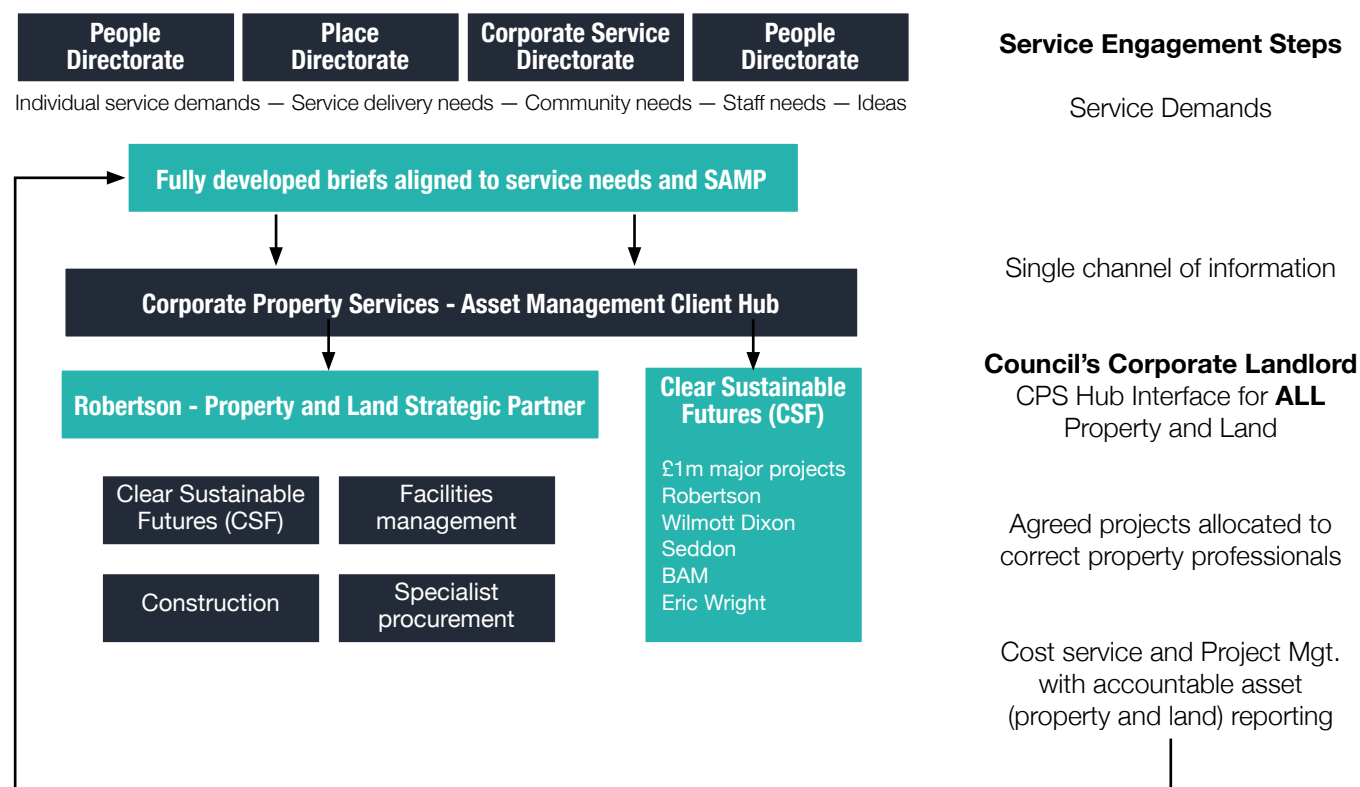 People
Directorate
Place
Directorate
Corporate Service
Directorate
People
Directorate
Individual service demands — Service delivery needs — Community needs — Staff needs — Ideas
Fully developed briefs aligned to service needs and SAMP
Corporate Property Services - Asset Management Client Hub
Robertson - Property and Land Strategic Partner
Clear Sustainable
Futures (CSF)
Facilities
management
Construction
Specialist
procurement
Clear Sustainable
Futures (CSF)
£1m major projects
Robertson
Wilmott Dixon
Seddon
BAM
Eric Wright
Service Engagement Steps
Service Demands
Single channel of information
Council’s Corporate Landlord
CPS Hub Interface for ALL
Property and Land
Agreed projects allocated to
correct property professionals
Cost service and Project Mgt.
with accountable asset
(property and land) reporting